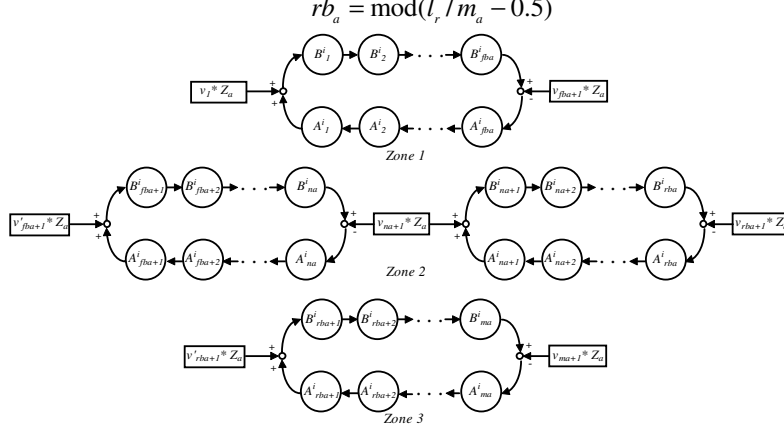 rb_a = mod(l_r / m_a − 0.5)
B^i_1 B^i_2 . . . B^i_fba
v_1* Z_a + + + - v_fba+1* Z_a
A^i_1 A^i_2 . . . A^i_fba
Zone 1
B^i_fba+1 B^i_fba+2 . . . B^i_na B^i_na+1 B^i_na+2 . . . B^i_rba
v'_fba+1* Z_a + + + - v_na+1* Z_a + + + - v_rba+1* Z
A^i_fba+1 A^i_fba+2 . . . A^i_na A^i_na+1 A^i_na+2 . . . A^i_rba
Zone 2
B^i_rba+1 B^i_rba+2 . . . B^i_ma
v'_rba+1* Z_a + + + - v_ma+1* Z_a
A^i_rba+1 A^i_rba+2 . . . A^i_ma
Zone 3